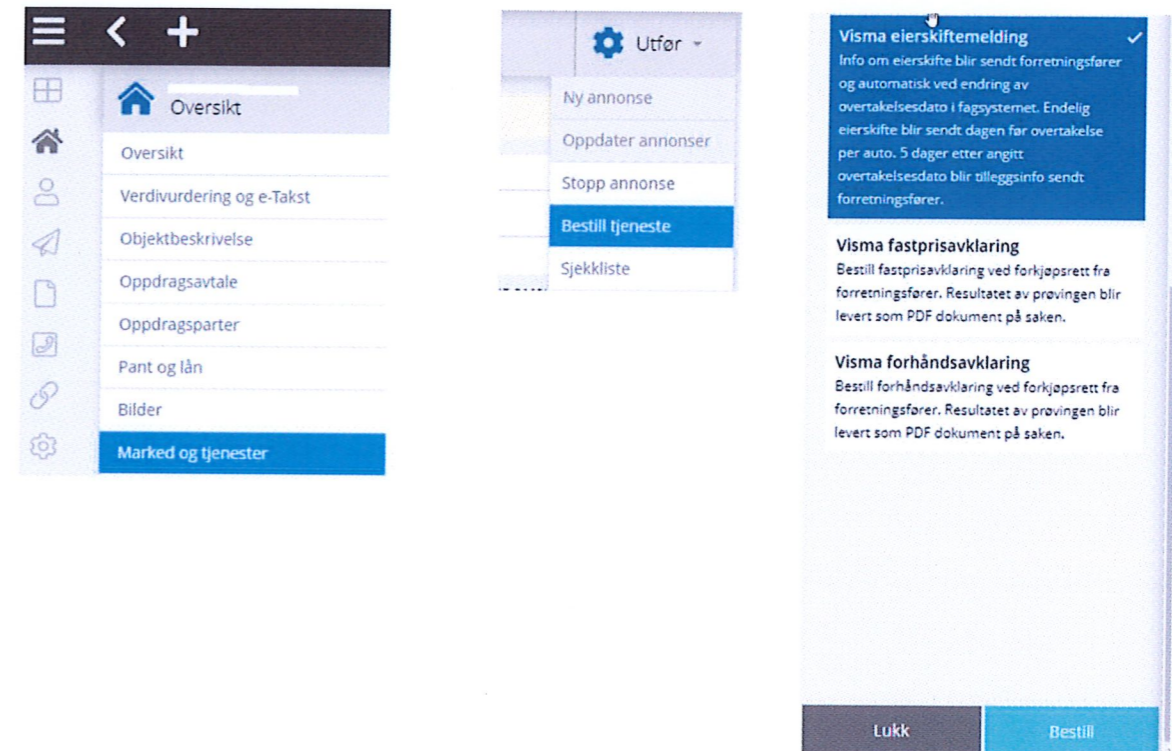 Oversikt
Oversikt
Verdivurdering og e-Takst
Objektbeskrivelse
Oppdragsavtale
Oppdragsparter
Pant og lån
Bilder
Marked og tjenester
Utfør
Ny annonse
Oppdater annonser
Stopp annonse
Bestill tjeneste
Sjekkliste
Visma eierskiftemelding
Info om eierskifte blir sendt forretningsfører
og automatisk ved endring av
overtakelsesdato i fagsystemet. Endelig
eierskifte blir sendt dagen før overtakelse
per auto. 5 dager etter angitt
overtakelsesdato blir tilleggsinfo sendt
forretningsfører.
Visma fastprisavklaring
Bestill fastprisavklaring ved forkjøpsrett fra
forretningsfører. Resultatet av prøvingen blir
levert som PDF dokument på saken.
Visma forhåndsavklaring
Bestill forhåndsavklaring ved forkjøpsrett fra
forretningsfører. Resultatet av prøvingen blir
levert som PDF dokument på saken.
Lukk
Bestill